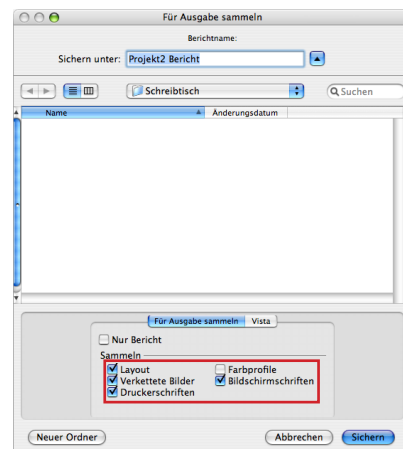 Für Ausgabe sammeln
Berichtname:
Sichern unter: Projekt2 Bericht
Schreibtisch Suchen
Name Änderungsdatum
Für Ausgabe sammeln Vista
Nur Bericht
Sammeln
Layout Farbprofile
Verkettete Bilder Bildschirmschriften
Druckerschriften
Neuer Ordner Abbrechen Sichern